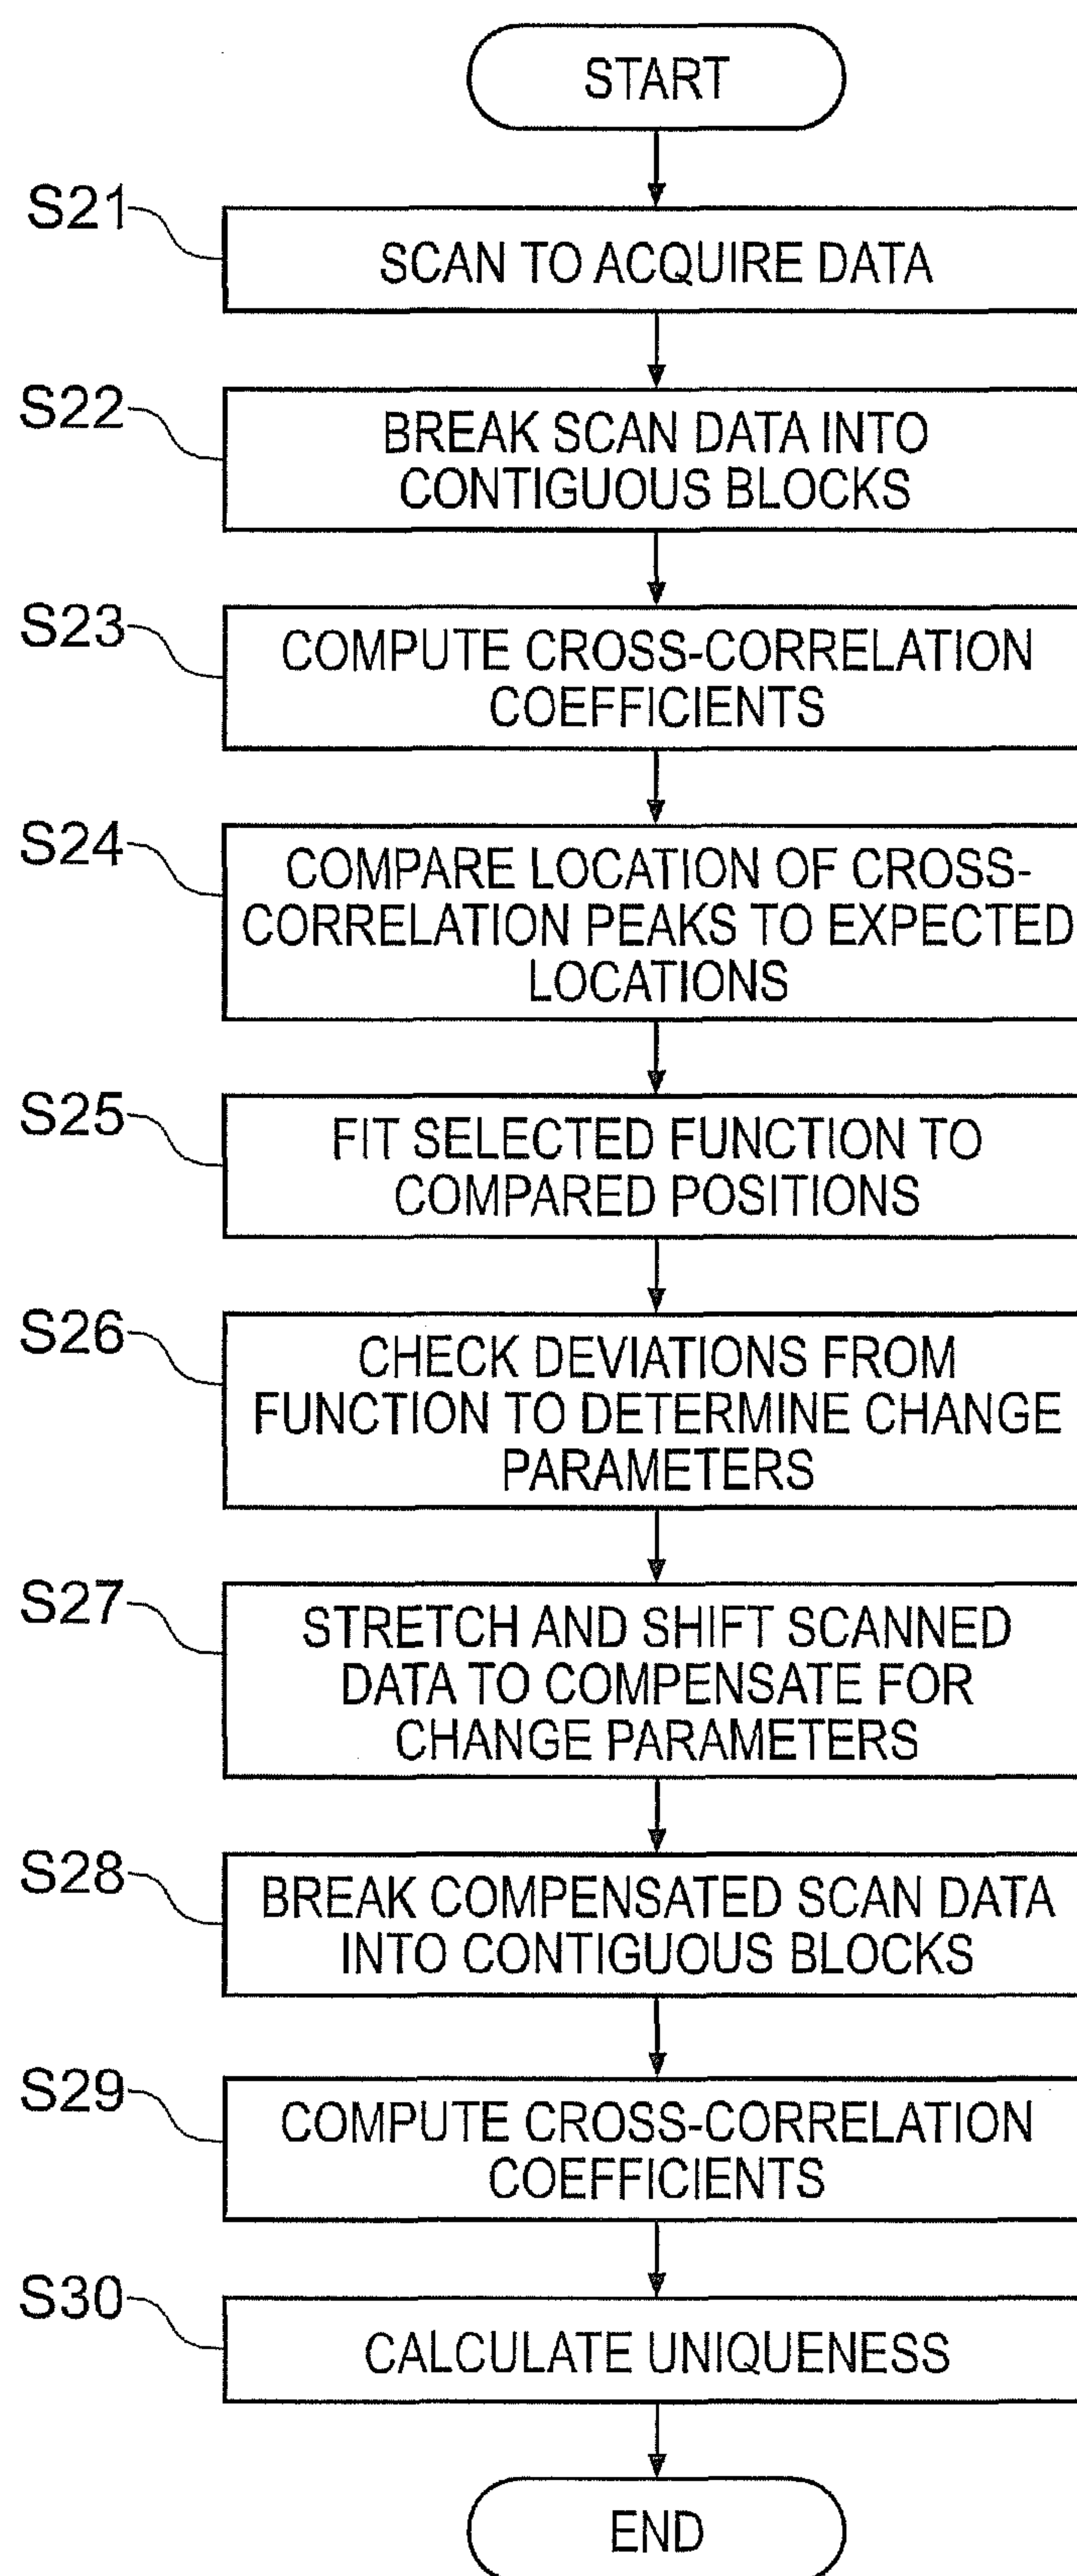 START
S21
SCAN TO ACQUIRE DATA
S22
BREAK SCAN DATA INTO
CONTIGUOUS BLOCKS
S23
COMPUTE CROSS-CORRELATION
COEFFICIENTS
S24
COMPARE LOCATION OF CROSS-
CORRELATION PEAKS TO EXPECTED
LOCATIONS
S25
FIT SELECTED FUNCTION TO
COMPARED POSITIONS
S26
CHECK DEVIATIONS FROM
FUNCTION TO DETERMINE CHANGE
PARAMETERS
S27
STRETCH AND SHIFT SCANNED
DATA TO COMPENSATE FOR
CHANGE PARAMETERS
S28
BREAK COMPENSATED SCAN DATA
INTO CONTIGUOUS BLOCKS
S29
COMPUTE CROSS-CORRELATION
COEFFICIENTS
S30
CALCULATE UNIQUENESS
END